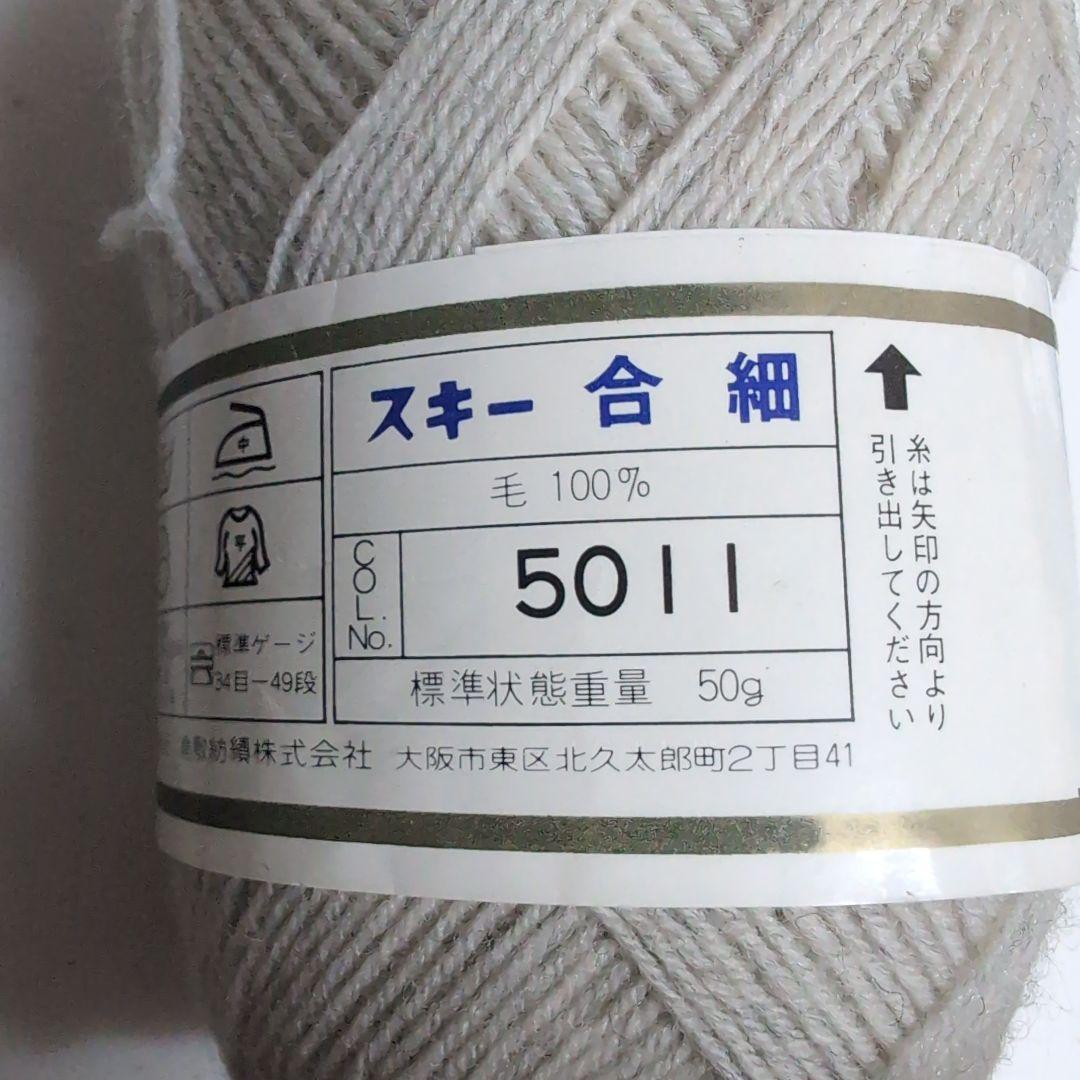 スキー 合 細
毛 100%
COL. No. 5011
標準状態重量 50g
中
平
標準ゲージ
34目ー49段
紡績株式会社 大阪市東区北久太郎町2丁目41
糸は矢印の方向より
引き出してください